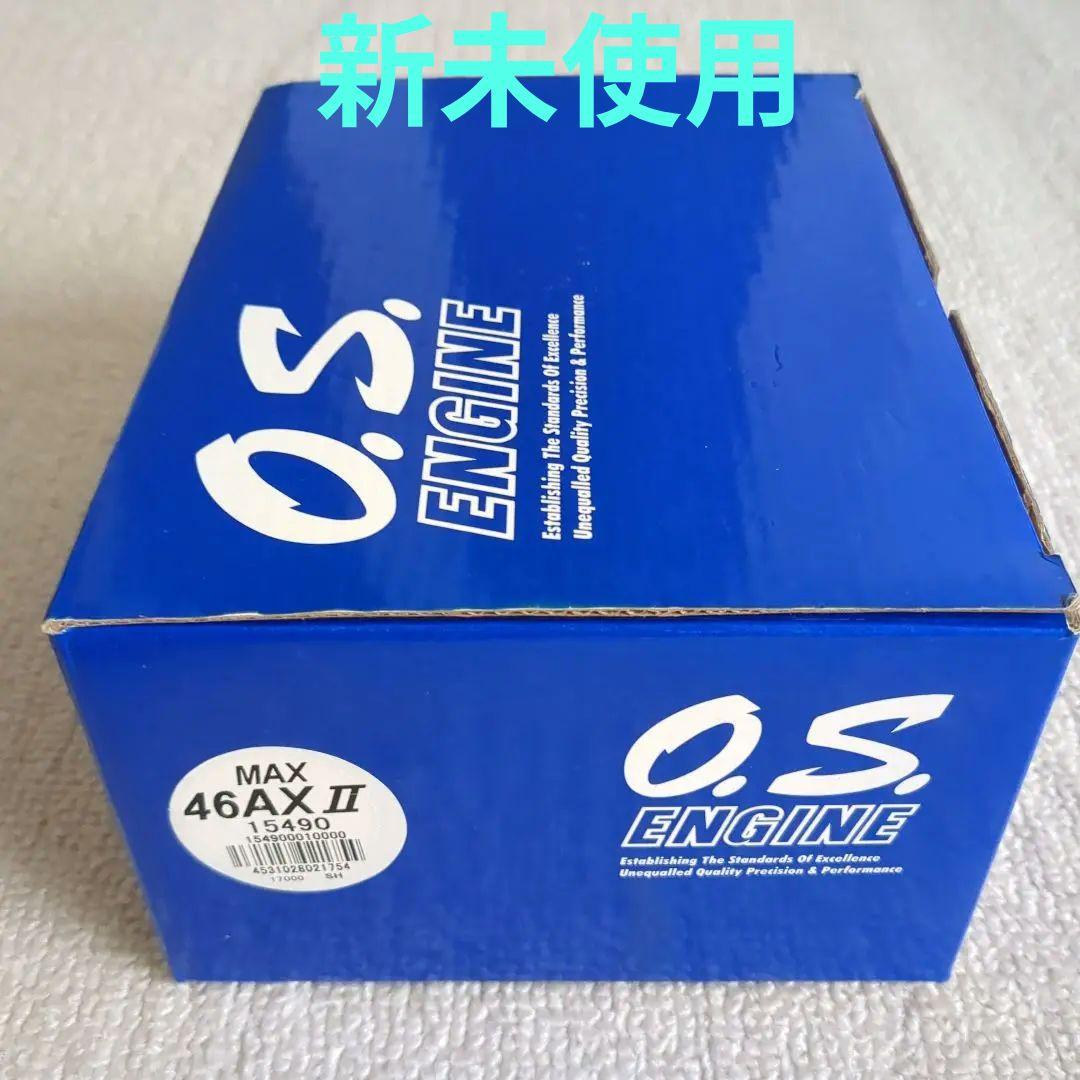 新未使用
O.S.
ENGINE
Establishing The Standards Of Excellence
Unequalled Quality Precision & Performance
MAX
46AX II
15490
154900010000
4531028021754
17000 SH
O.S.
ENGINE
Establishing The Standards Of Excellence
Unequalled Quality Precision & Performance